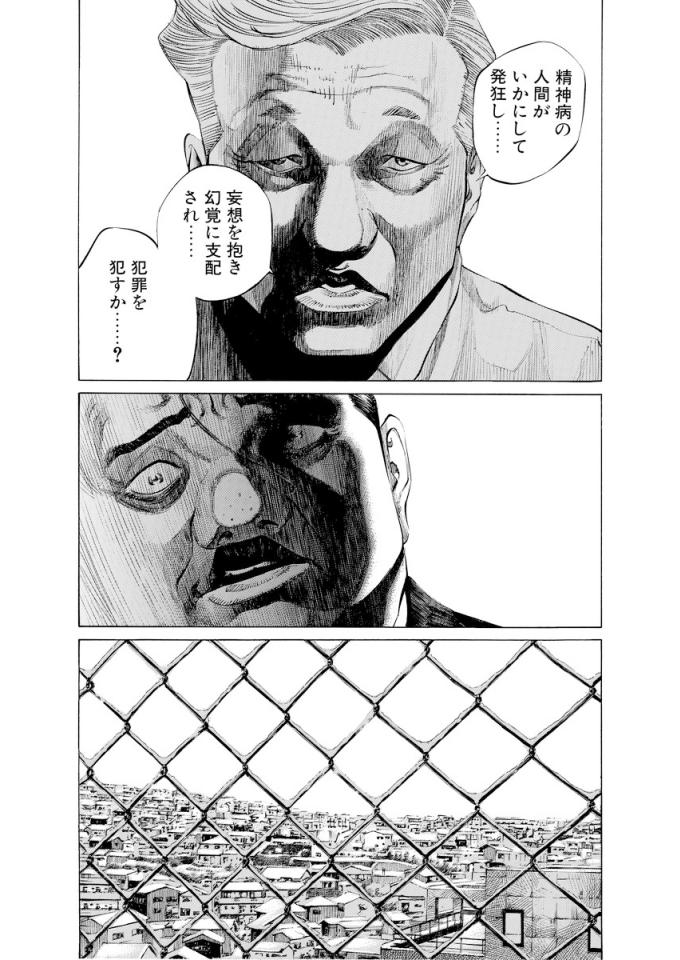 精神病の
人間が
いかにして
発狂し……
妄想を抱き
幻覚に支配
され……
犯罪を
犯すか……？